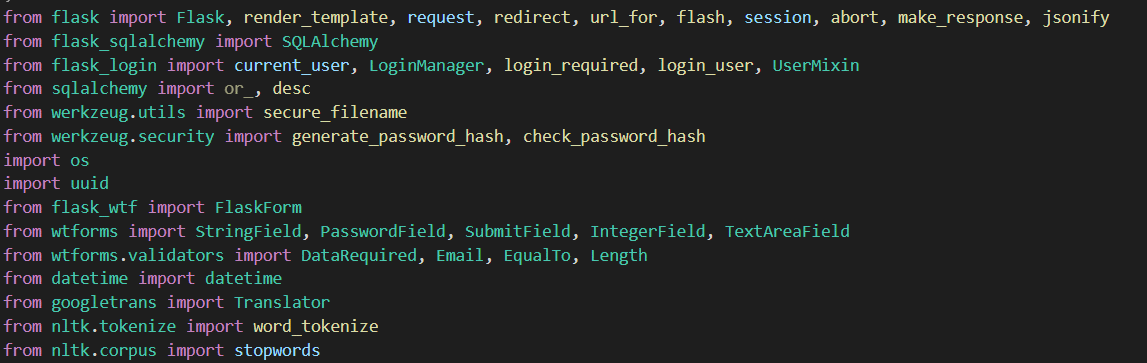 from flask import Flask, render_template, request, redirect, url_for, flash, session, abort, make_response, jsonify
from flask_sqlalchemy import SQLAlchemy
from flask_login import current_user, LoginManager, login_required, login_user, UserMixin
from sqlalchemy import or_, desc
from werkzeug.utils import secure_filename
from werkzeug.security import generate_password_hash, check_password_hash
import os
import uuid
from flask_wtf import FlaskForm
from wtforms import StringField, PasswordField, SubmitField, IntegerField, TextAreaField
from wtforms.validators import DataRequired, Email, EqualTo, Length
from datetime import datetime
from googletrans import Translator
from nltk.tokenize import word_tokenize
from nltk.corpus import stopwords